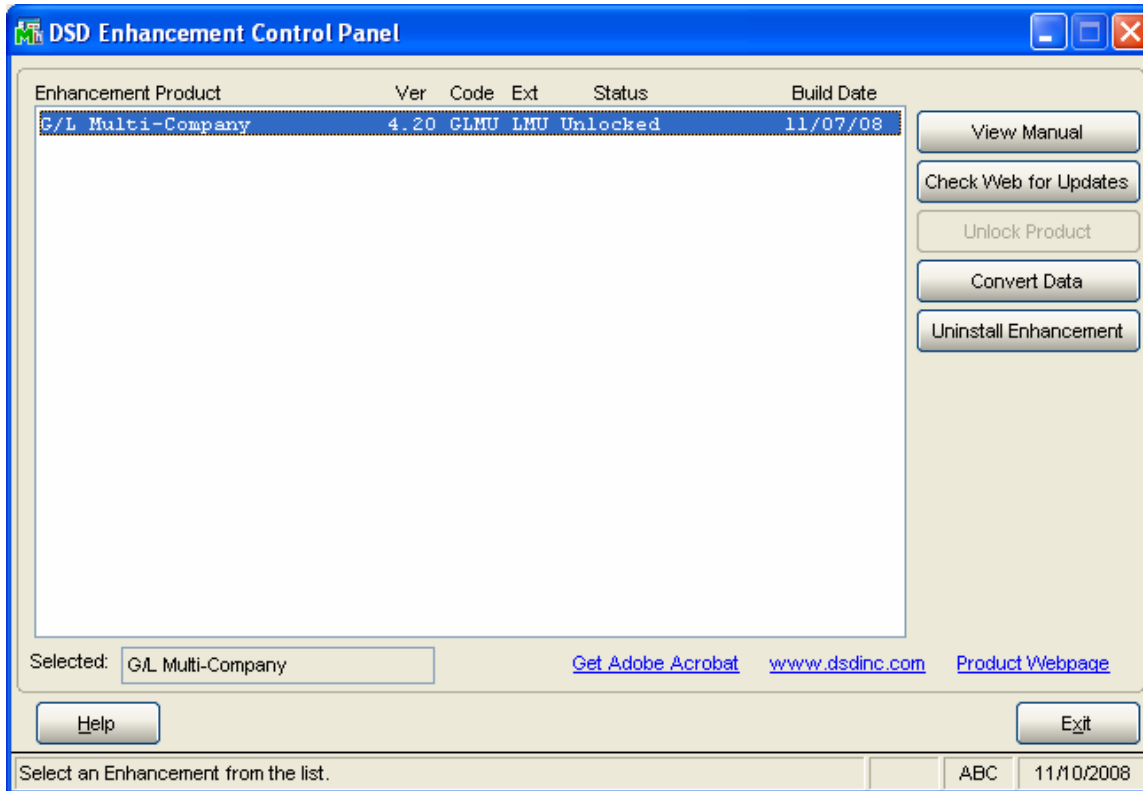 DSD Enhancement Control Panel
Enhancement Product Ver Code Ext Status Build Date
G/L Multi-Company 4.20 GLMU LMU Unlocked 11/07/08
View Manual
Check Web for Updates
Unlock Product
Convert Data
Uninstall Enhancement
Selected: G/L Multi-Company Get Adobe Acrobat www.dsdinc.com Product Webpage
Help Exit
Select an Enhancement from the list. ABC 11/10/2008